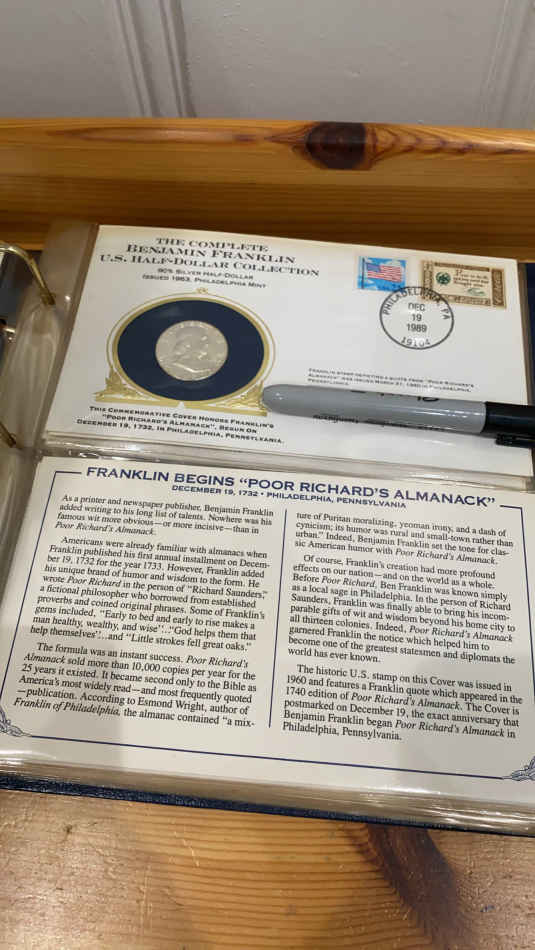 THE COMPLETE
BENJAMIN FRANKLIN
U.S. HALF-DOLLAR COLLECTION
90% SILVER HALF-DOLLAR
ISSUED 1963, PHILADELPHIA MINT
PHILADELPHIA, PA
DEC
19
1989
19104
FRANKLIN STAMP DEPICTING A QUOTE FROM "POOR RICHARD'S
ALMANACK" WAS ISSUED MARCH 31, 1960 IN PHILADELPHIA,
PENNSYLVANIA.
THIS COMMEMORATIVE COVER HONORS FRANKLIN'S
"POOR RICHARD'S ALMANACK", BEGUN ON
DECEMBER 19, 1732, IN PHILADELPHIA, PENNSYLVANIA.
FRANKLIN BEGINS "POOR RICHARD'S ALMANACK"
DECEMBER 19, 1732 • PHILADELPHIA, PENNSYLVANIA
As a printer and newspaper publisher, Benjamin Franklin
added writing to his long list of talents. Nowhere was his
famous wit more obvious—or more incisive—than in
Poor Richard's Almanack.
Americans were already familiar with almanacs when
Franklin published his first annual installment on Decem-
ber 19, 1732 for the year 1733. However, Franklin added
his unique brand of humor and wisdom to the form. He
wrote Poor Richard in the person of "Richard Saunders,"
a fictional philosopher who borrowed from established
proverbs and coined original phrases. Some of Franklin's
gems included, "Early to bed and early to rise makes a
man healthy, wealthy, and wise"..."God helps them that
help themselves"...and "Little strokes fell great oaks."
The formula was an instant success. Poor Richard's
Almanack sold more than 10,000 copies per year for the
25 years it existed. It became second only to the Bible as
America's most widely read—and most frequently quoted
—publication. According to Esmond Wright, author of
Franklin of Philadelphia, the almanac contained "a mix-
ture of Puritan moralizing, yeoman irony, and a dash of
cynicism; its humor was rural and small-town rather than
urban." Indeed, Benjamin Franklin set the tone for clas-
sic American humor with Poor Richard's Almanack.
Of course, Franklin's creation had more profound
effects on our nation—and on the world as a whole.
Before Poor Richard, Ben Franklin was known simply
as a local sage in Philadelphia. In the person of Richard
Saunders, Franklin was finally able to bring his incom-
parable gifts of wit and wisdom beyond his home city to
all thirteen colonies. Indeed, Poor Richard's Almanack
garnered Franklin the notice which helped him to
become one of the greatest statesmen and diplomats the
world has ever known.
The historic U.S. stamp on this Cover was issued in
1960 and features a Franklin quote which appeared in the
1740 edition of Poor Richard's Almanack. The Cover is
postmarked on December 19, the exact anniversary that
Benjamin Franklin began Poor Richard's Almanack in
Philadelphia, Pennsylvania.